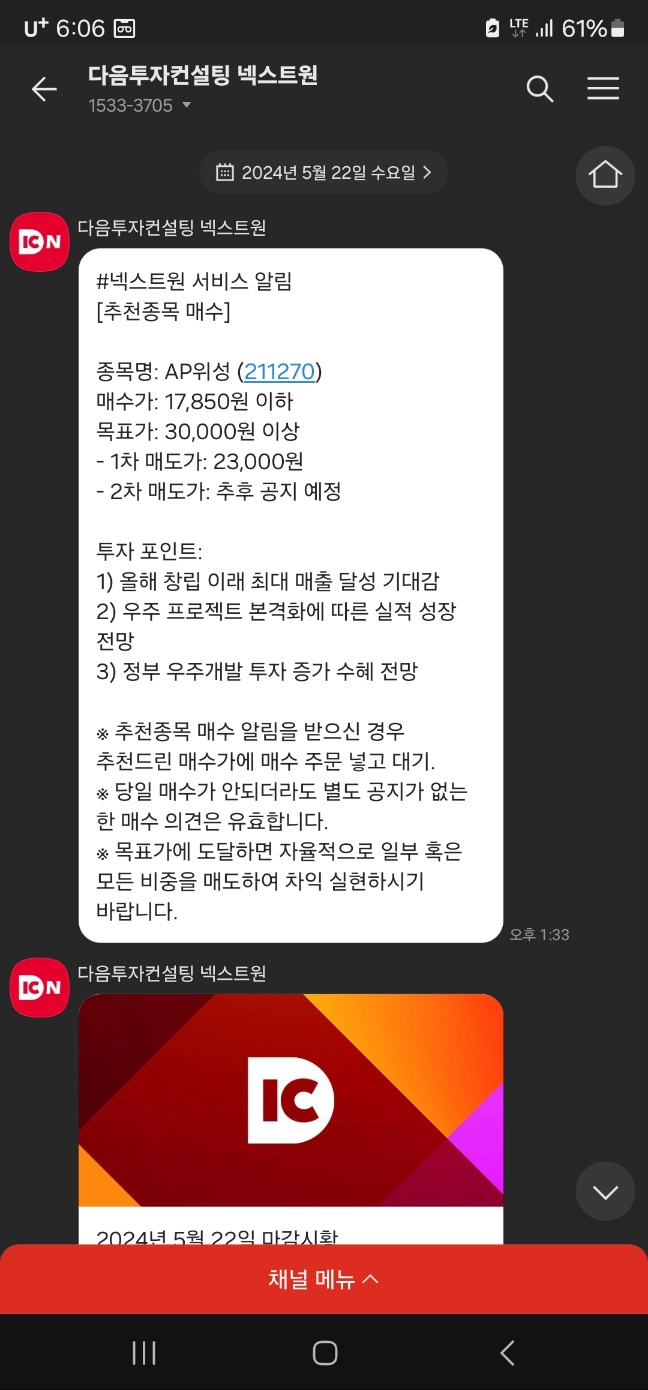 U+ 6:06
LTE 61%
다음투자컨설팅 넥스트원
1533-3705
2024년 5월 22일 수요일
다음투자컨설팅 넥스트원
IC N
#넥스트원 서비스 알림
[추천종목 매수]
종목명: AP위성 (211270)
매수가: 17,850원 이하
목표가: 30,000원 이상
- 1차 매도가: 23,000원
- 2차 매도가: 추후 공지 예정
투자 포인트:
1) 올해 창립 이래 최대 매출 달성 기대감
2) 우주 프로젝트 본격화에 따른 실적 성장
전망
3) 정부 우주개발 투자 증가 수혜 전망
※ 추천종목 매수 알림을 받으신 경우
추천드린 매수가에 매수 주문 넣고 대기.
※ 당일 매수가 안되더라도 별도 공지가 없는
한 매수 의견은 유효합니다.
※ 목표가에 도달하면 자율적으로 일부 혹은
모든 비중을 매도하여 차익 실현하시기
바랍니다.
오후 1:33
다음투자컨설팅 넥스트원
IC N
IC
2024년 5월 22일 마감시황
채널 메뉴